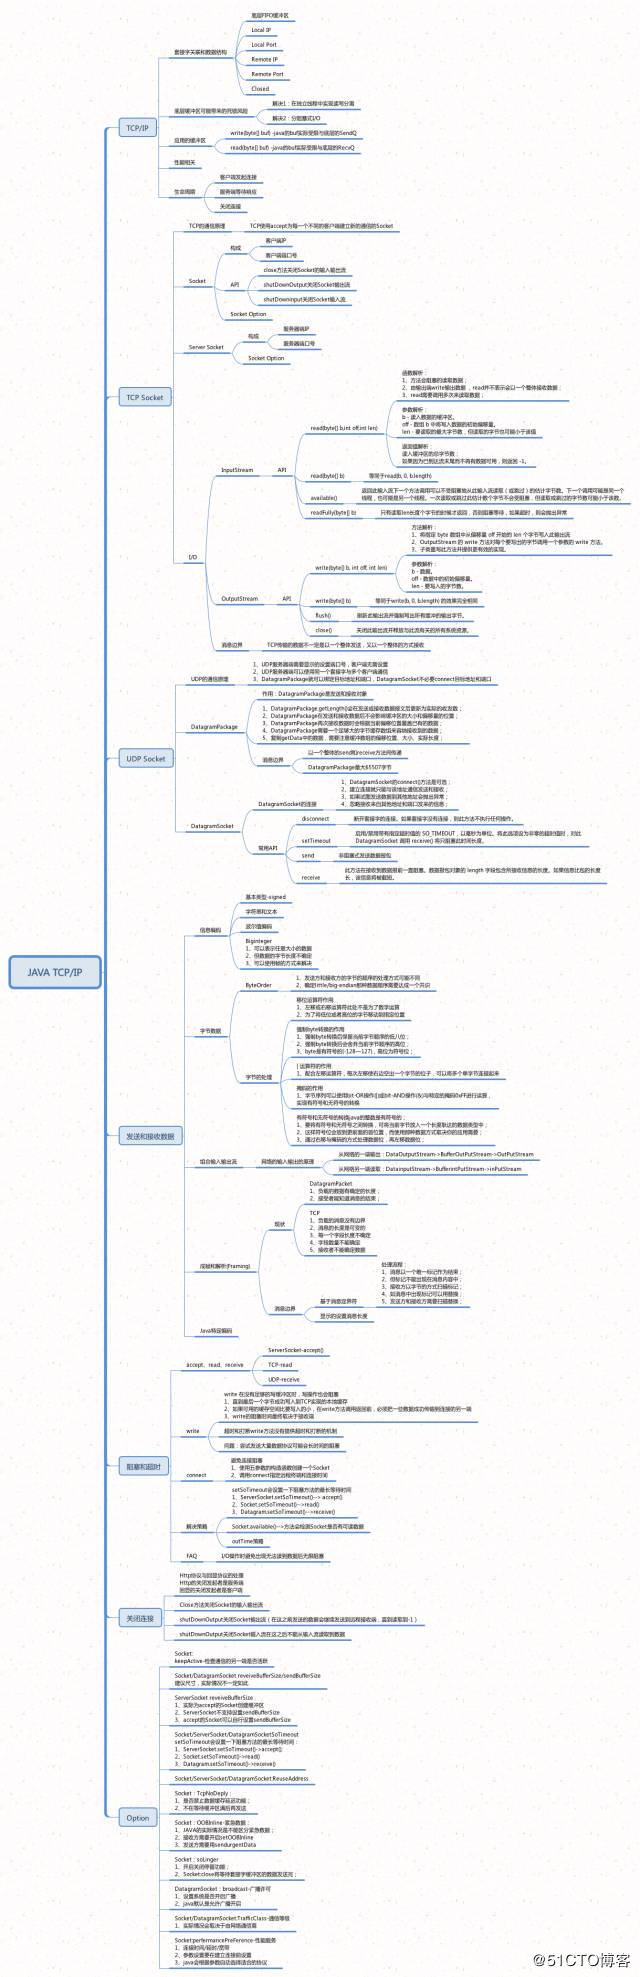 底层FIFO缓冲区
Local IP
Local Port
套接字关联和数据结构
Remote IP
Remote Port
Closed
底层缓冲区可能带来的死锁风险
解决1：在独立线程中实现读写分离
解决2：分阻塞式I/O
TCP/IP
应用的缓冲区
write(byte[] buf) -java的buf实际受限与底层的SendQ
read(byte[] buf) -java的buf实际受限与底层的RecvQ
性能相关
客户端发起连接
生命周期
服务端等待响应
关闭连接
TCP的通信原理
TCP使用accept为每一个不同的客户端建立新的通信的Socket
构成
客户端IP
客户端端口号
Socket
API
close方法关闭Socket的输入输出流
shutDownOutput关闭Socket输出流
shutDowninput关闭Socket输入流
Socket Option
Server Socket
构成
服务器端IP
服务器端口号
Socket Option
TCP Socket
函数解析：
1、方法会阻塞的读取数据；
2、由输出端write输出数据 ，read并不表示会以一个整体接收数据；
3、read需要调用多次来读取数据；
read(byte[] b,int off,int len)
参数解析：
b - 读入数据的缓冲区。
off - 数组 b 中将写入数据的初始偏移量。
len - 要读取的最大字节数，但读取的字节也可能小于该值
返回值解析：
读入缓冲区的总字节数；
如果因为已到达流末尾而不再有数据可用，则返回 -1。
InputStream
API
read(byte[] b)
等同于read(b, 0, b.length)
available()
返回此输入流下一个方法调用可以不受阻塞地从此输入流读取（或跳过）的估计字节数。下一个调用可能是同一个
线程，也可能是另一个线程。一次读取或跳过此估计数个字节不会受阻塞，但读取或跳过的字节数可能小于该数。
readFully(byte[] b)
只有读取len长度个字节的时候才返回，否则阻塞等待，如果超时，则会抛出异常
I/O
方法解析：
1、将指定 byte 数组中从偏移量 off 开始的 len 个字节写入此输出流
2、OutputStream 的 write 方法对每个要写出的字节调用一个参数的 write 方法。
3、子类重写此方法并提供更有效的实现。
write(byte[] b, int off, int len)
参数解析：
b - 数据。
off - 数据中的初始偏移量。
len - 要写入的字节数。
OutputStream
API
write(byte[] b)
等同于write(b, 0, b.length) 的效果完全相同
flush()
刷新此输出流并强制写出所有缓冲的输出字节。
close()
关闭此输出流并释放与此流有关的所有系统资源。
消息边界
TCP传输的数据不一定是以一个整体发送，又以一个整体的方式接收
UDP的通信原理
1、UDP服务器端需要显示的设置端口号，客户端无需设置
2、UDP服务器端可以使用同一个套接字与多个客户端通信
3、DatagramPackage就可以绑定目标地址和端口，DatagramSocket不必要connect目标地址和端口
作用：DatagramPackage是发送和接收对象
DatagramPackage
1、DatagramPackage.getLength()会在发送或接收数据报文后更新为实际的收发数；
2、DatagramPackage在发送和接收数据后不会影响缓冲区的大小和偏移量的位置；
3、DatagramPackage再次接收数据时会根据当前偏移位置覆盖已有的数据；
4、DatagramPackage需要一个足够大的字节缓存数组来容纳接收到的数据；
5、复制getData中的数据，需要注意缓冲数组的偏移位置、大小、实际长度；
消息边界
以一个整体的send和receive方法间传递
DatagramPackage最大65507字节
UDP Socket
DatagramSocket的连接
1、DatagramSocket的connect()方法是可选；
2、建立连接就只能与该地址通信发送和接收；
3、如果试图发送数据到其他地址会抛出异常；
4、忽略接收来自其他地址和端口发来的信息；
DatagramSocket
disconnect
断开套接字的连接。如果套接字没有连接，则此方法不执行任何操作。
常用API
setTimeout
启用/禁用带有指定超时值的 SO_TIMEOUT，以毫秒为单位。将此选项设为非零的超时值时，对此
DatagramSocket 调用 receive() 将只阻塞此时间长度。
send
非阻塞式发送数据报包
receive
此方法在接收到数据报前一直阻塞。数据报包对象的 length 字段包含所接收信息的长度。如果信息比包的长度
长，该信息将被截短。
JAVA TCP/IP
基本类型-signed
字符串和文本
信息编码
波尔值编码
Biginteger
1、可以表示任意大小的数据
2、但数据的字节长度不确定
3、可以使用帧的方式来解决
ByteOrder
1、发送方和接收方的字节的顺序的处理方式可能不同
2、确定little/big-endian那种数据顺序需要达成一个共识
字节数据
移位运算符作用
1、左移或右移运算符此处不是为了数学运算
2、为了将低位或者高位的字节移动到指定位置
强制byte转换的作用
1、强制byte转换后保留当前字节顺序的低八位；
2、强制byte转换后会舍弃当前字节顺序的高位；
3、byte是有符号的(-128—127)，高位为符号位；
字节的处理
| 运算符的作用
1、配合左移运算符，每次左移使右边空出一个字节的位子，可以将多个单字节连接起来
掩码的作用
1、字节序列可以使用bit-OR操作(|)或bit-AND操作(&)与特定的掩码0xFF进行运算，
实现有符号和无符号的转换
有符号和无符号的转换java的整数是有符号的：
1、要将有符号和无符号之间转换，可将当前字节放入一个长度更达的数据类型中；
2、这样符号位会放到更前面的高位置，而使用那种数据方式取决你的应用需要；
3、通过右移与掩码的方式处理数据位，再左移数据位；
发送和接收数据
组合输入输出流
网络的输入输出的原理
从网络的一端输出：DataOutputStream->BufferOutPutStream->OutPutStream
从网络另一端读取：DatainputStream->BufferintPutStream->inPutStream
DatagramPacket
1、负载的数据有确定的长度；
2、接受者能知道消息的结束；
现状
TCP
1、负载的消息没有边界
2、消息的长度是可变的
3、每一个字段长度不确定
4、字段数量不能确定
5、接收者不能确定数据
成帧和解析(Framing)
处理流程：
1、消息以一个唯一标记作为结束；
2、但标记不能出现在消息内容中；
3、接收方以字节的方式扫描标记；
4、如消息中出现标记可以用替换；
5、发送方和接收方需要扫描替换；
消息边界
基于消息定界符
显示的设置消息长度
Java特定编码
ServerSocket-accept()
accept、read、receive
TCP-read
UDP-receive
write 在没有足够的写缓冲区时，写操作也会阻塞
1、直到最后一个字节成功写入到TCP实现的本地缓存
2、如果可用的缓存空间比要写入的小，在write方法调用返回前，必须把一些数据成功传输到连接的另一端
3、write的阻塞时间最终取决于接收端
write
超时和打断write方法没有提供超时和打断的机制
问题：尝试发送大量数据协议可能会长时间的阻塞
阻塞和超时
connect
避免连接阻塞
1、使用无参数的构造函数创建一个Socket
2、调用connect指定远程终端和连接时间
setSoTimeout会设置一下阻塞方法的最长等待时间
1、ServerSocket.setSoTimeout()--> accept()
2、Socket.setSoTimeout()-->read()
3、Datagram.setSoTimeout()-->receive()
解决策略
Socket.available()-->方法会检测Socket是否有可读数据
outTime策略
FAQ
I/O操作时避免出现无法读到数据后无限阻塞
Http协议与回显协议的处理
Http的关闭发起者是服务端
回显的关闭发起者是客户端
Close方法关闭Socket的输入输出流
关闭连接
shutDownOutput关闭Socket输出流（在这之前发送的数据会继续发送到远程接收端，直到读取到-1）
shutDownOutput关闭Socket输入流在这之后不能从输入流读取到数据
Socket:
keepActive-检查通信的另一端是否活跃
Socket/DatagramSocket reveiveBufferSize/sendBufferSize
建议尺寸，实际情况不一定如此
ServerSocket reveiveBufferSize :
1、实际为accept的Socket创建缓冲区
2、ServerSocket不支持设置sendBufferSize
3、accept的Socket可以自行设置sendBufferSize
Socket/ServerSocket/DatagramSocketSoTimeout
setSoTimeout会设置一下阻塞方法的最长等待时间：
1、ServerSocket.setSoTimeout()->accept();
2、Socket.setSoTimeout()->read()
3、Datagram.setSoTimeout()->receive()
Socket/ServerSocket/DatagramSocket:ReuseAddress
Option
Socket：TcpNoDeply：
1、是否禁止数据缓存延迟功能；
2、不在等待缓冲区满后再发送
Socket：OOBInline-紧急数据：
1、JAVA的实际情况是不能区分紧急数据；
2、接收方需要开启setOOBInline
3、发送方需要用sendurgentData
Socket：soLinger
1、开启关闭停留功能；
2、Socket:close将等待套接字缓冲区的数据发送完；
DatagramSocket：broadcast-广播许可
1、设置系统是否开启广播
2、java默认是允许广播开启
Socket/DatagramSocket:TrafficClass-通信等级
1、实际情况会取决于由网络通信商
Socket:perfermancePreFerence-性能服务
1、连接时间/延时/宽带
2、参数设置要在建立连接前设置
3、java会根据参数自动选择适合的协议
@51CTO博客